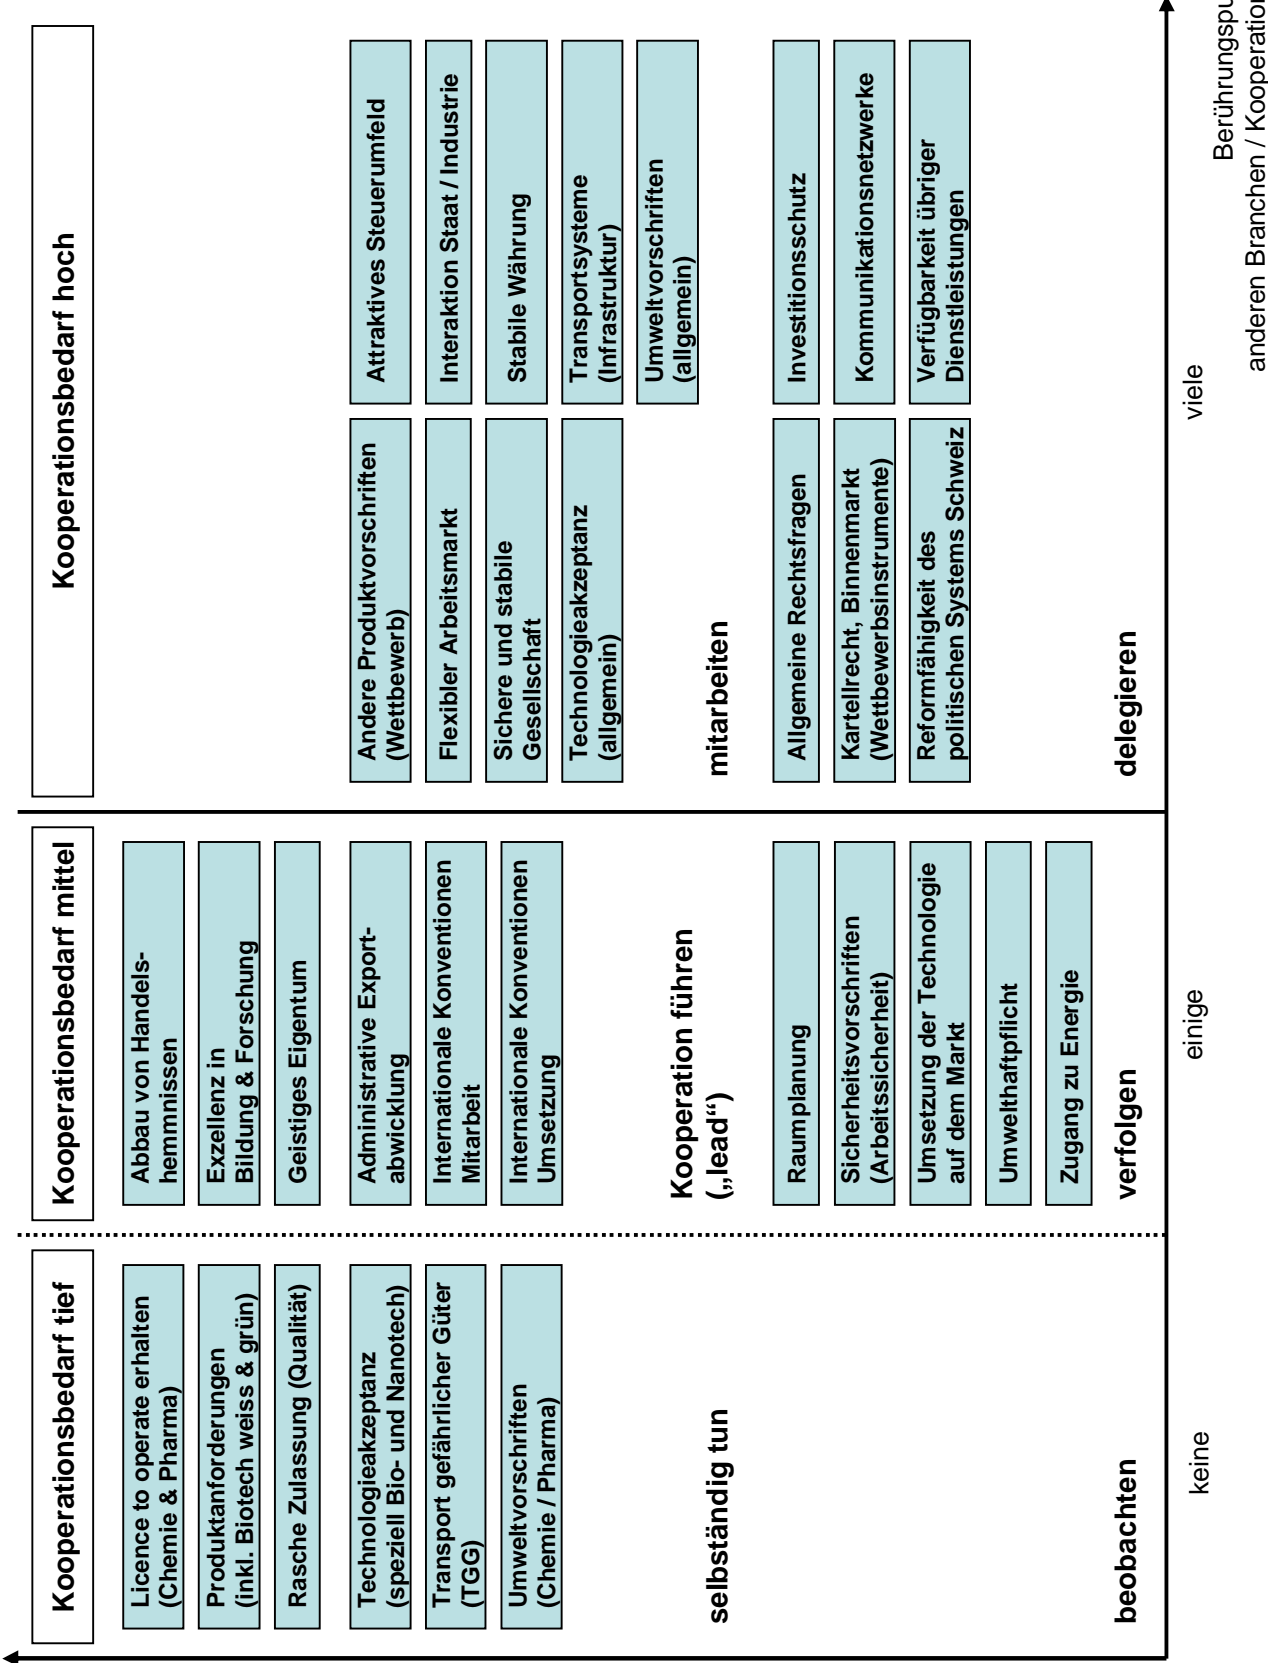 Kooperationsbedarf tief
Licence to operate erhalten
(Chemie & Pharma)
Produktanforderungen
(inkl. Biotech weiss & grün)
Rasche Zulassung (Qualität)
Technologieakzeptanz
(speziell Bio- und Nanotech)
Transport gefährlicher Güter
(TGG)
Umweltvorschriften
(Chemie / Pharma)
selbständig tun
beobachten
keine
Kooperationsbedarf mittel
Abbau von Handels-
hemmnissen
Exzellenz in
Bildung & Forschung
Geistiges Eigentum
Administrative Export-
abwicklung
Internationale Konventionen
Mitarbeit
Internationale Konventionen
Umsetzung
Kooperation führen
(„lead“)
Raumplanung
Sicherheitsvorschriften
(Arbeitssicherheit)
Umsetzung der Technologie
auf dem Markt
Umwelthaftpflicht
Zugang zu Energie
verfolgen
einige
Kooperationsbedarf hoch
Andere Produktvorschriften
(Wettbewerb)
Flexibler Arbeitsmarkt
Sichere und stabile
Gesellschaft
Technologieakzeptanz
(allgemein)
Attraktives Steuerumfeld
Interaktion Staat / Industrie
Stabile Währung
Transportsysteme
(Infrastruktur)
Umweltvorschriften
(allgemein)
mitarbeiten
Allgemeine Rechtsfragen
Kartellrecht, Binnenmarkt
(Wettbewerbsinstrumente)
Reformfähigkeit des
politischen Systems Schweiz
Investitionsschutz
Kommunikationsnetzwerke
Verfügbarkeit übriger
Dienstleistungen
delegieren
viele
anderen Branchen /